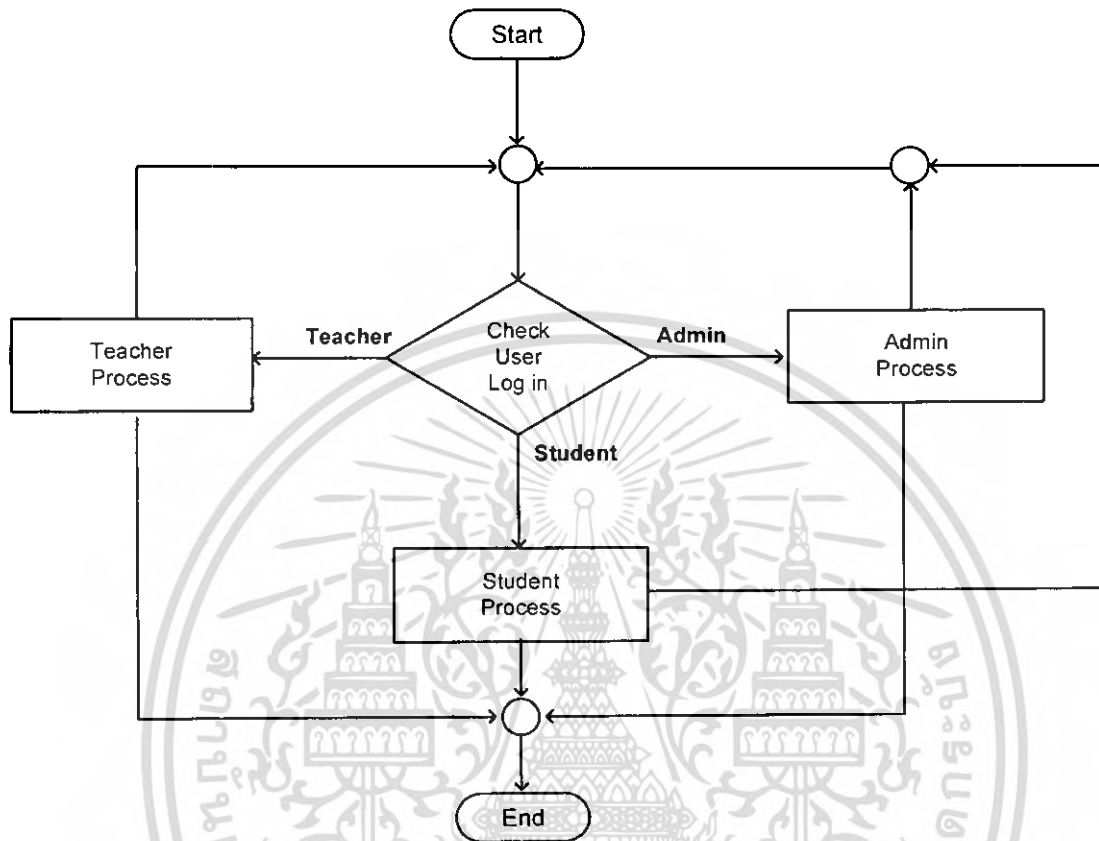 Start
Teacher
Process
Teacher
Check
User
Log in
Admin
Admin
Process
Student
Student
Process
End